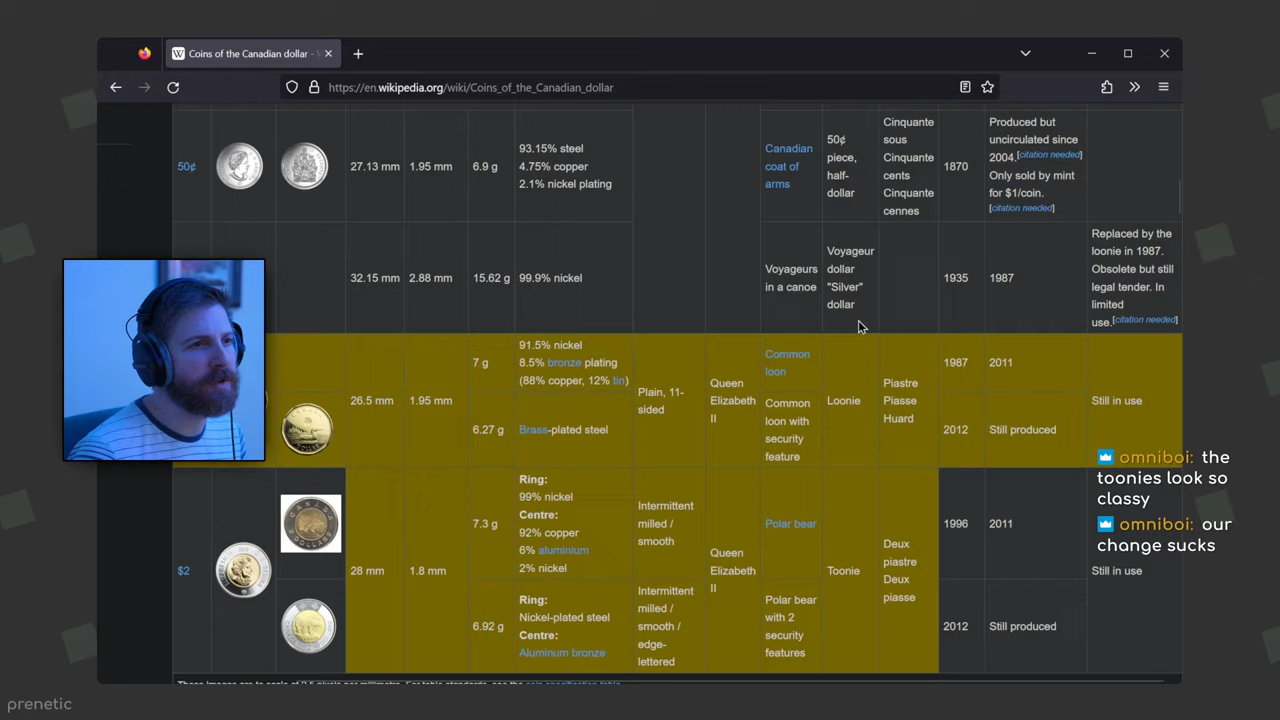 Coins of the Canadian dollar -
https://en.wikipedia.org/wiki/Coins_of_the_Canadian_dollar
50¢
27.13 mm
1.95 mm
6.9 g
93.15% steel
4.75% copper
2.1% nickel plating
Canadian
coat of
arms
50¢
piece,
half-
dollar
Cinquante
sous
Cinquante
cents
Cinquante
cennes
1870
Produced but
uncirculated since
2004.[citation needed]
Only sold by mint
for $1/coin.
[citation needed]
32.15 mm
2.88 mm
15.62 g
99.9% nickel
Voyageurs
in a canoe
Voyageur
dollar
"Silver"
dollar
1935
1987
Replaced by the
loonie in 1987.
Obsolete but still
legal tender. In
limited
use.[citation needed]
26.5 mm
1.95 mm
7 g
91.5% nickel
8.5% bronze plating
(88% copper, 12% tin)
6.27 g
Brass-plated steel
Plain, 11-
sided
Queen
Elizabeth
II
Common
loon
Common
loon with
security
feature
Loonie
Piastre
Piasse
Huard
1987
2011
2012
Still produced
Still in use
$2
28 mm
1.8 mm
7.3 g
Ring:
99% nickel
Centre:
92% copper
6% aluminium
2% nickel
Intermittent
milled /
smooth
6.92 g
Ring:
Nickel-plated steel
Centre:
Aluminum bronze
Intermittent
milled /
smooth /
edge-
lettered
Queen
Elizabeth
II
Polar bear
Polar bear
with 2
security
features
Toonie
Deux
piastre
Deux
piasse
1996
2011
2012
Still produced
Still in use
omniboi: the
toonies look so
classy
omniboi: our
change sucks
prenetic